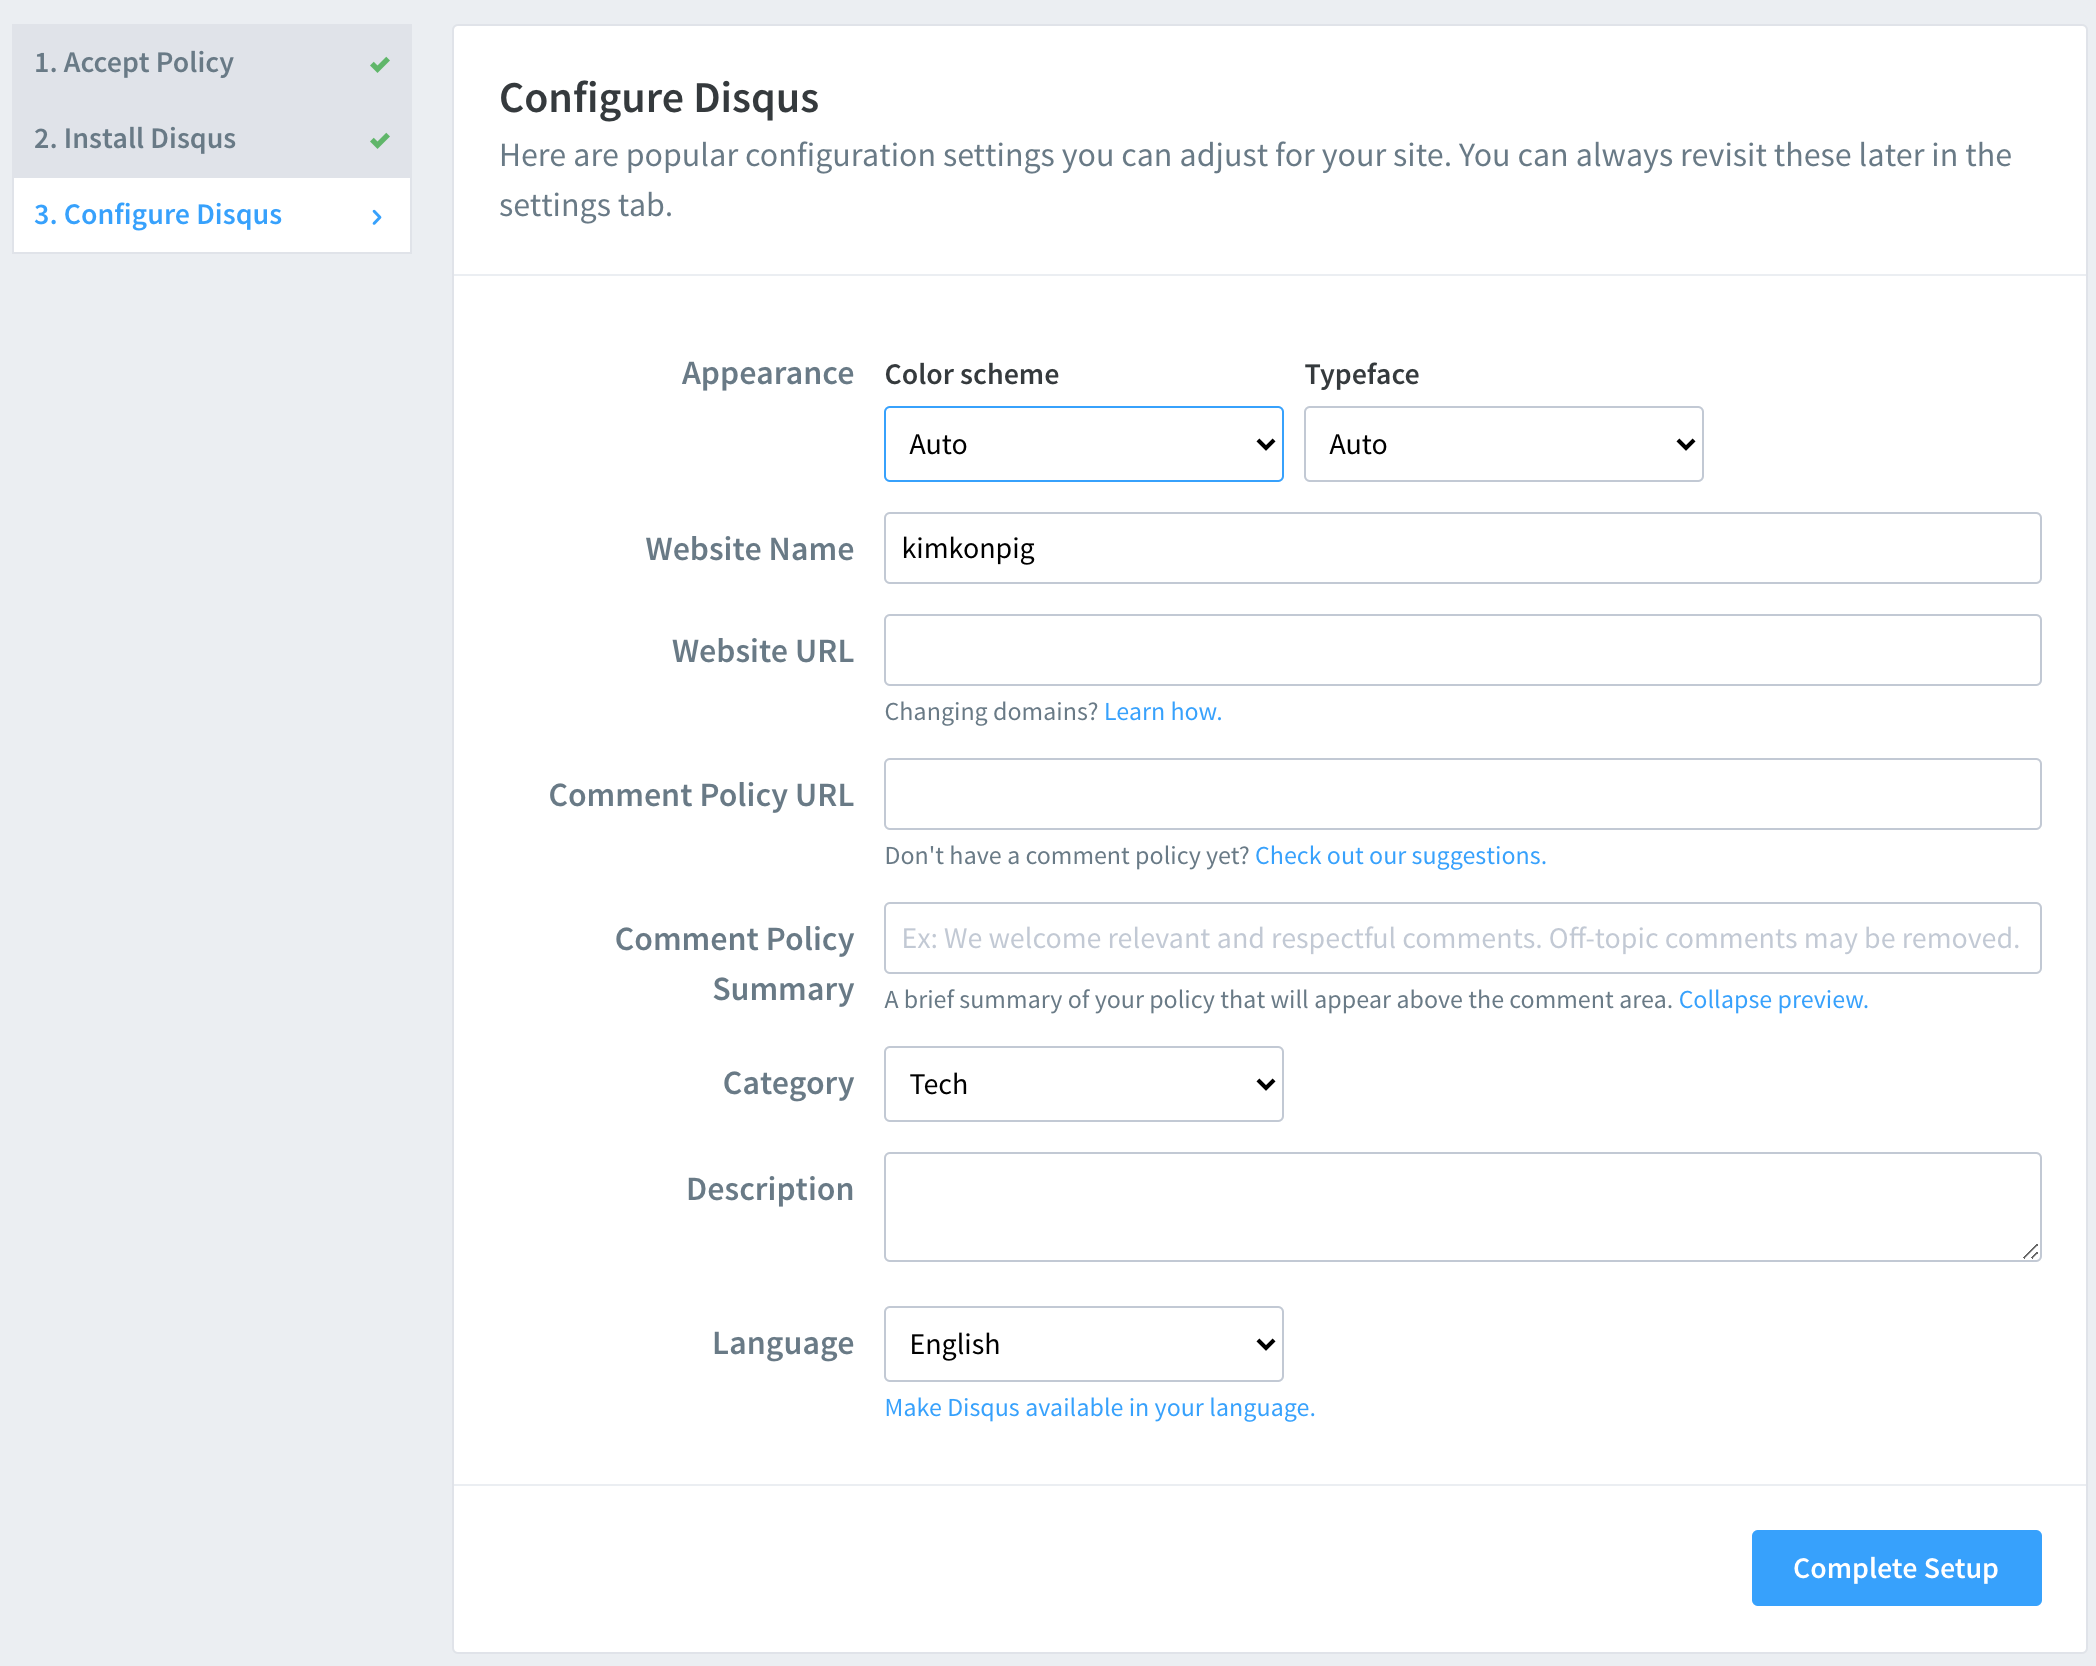 1. Accept Policy
2. Install Disqus
3. Configure Disqus
Configure Disqus
Here are popular configuration settings you can adjust for your site. You can always revisit these later in the
settings tab.
Appearance
Color scheme
Typeface
Auto
Auto
Website Name
kimkonpig
Website URL
Changing domains? Learn how.
Comment Policy URL
Don't have a comment policy yet? Check out our suggestions.
Comment Policy
Summary
Ex: We welcome relevant and respectful comments. Off-topic comments may be removed.
A brief summary of your policy that will appear above the comment area. Collapse preview.
Category
Tech
Description
Language
English
Make Disqus available in your language.
Complete Setup